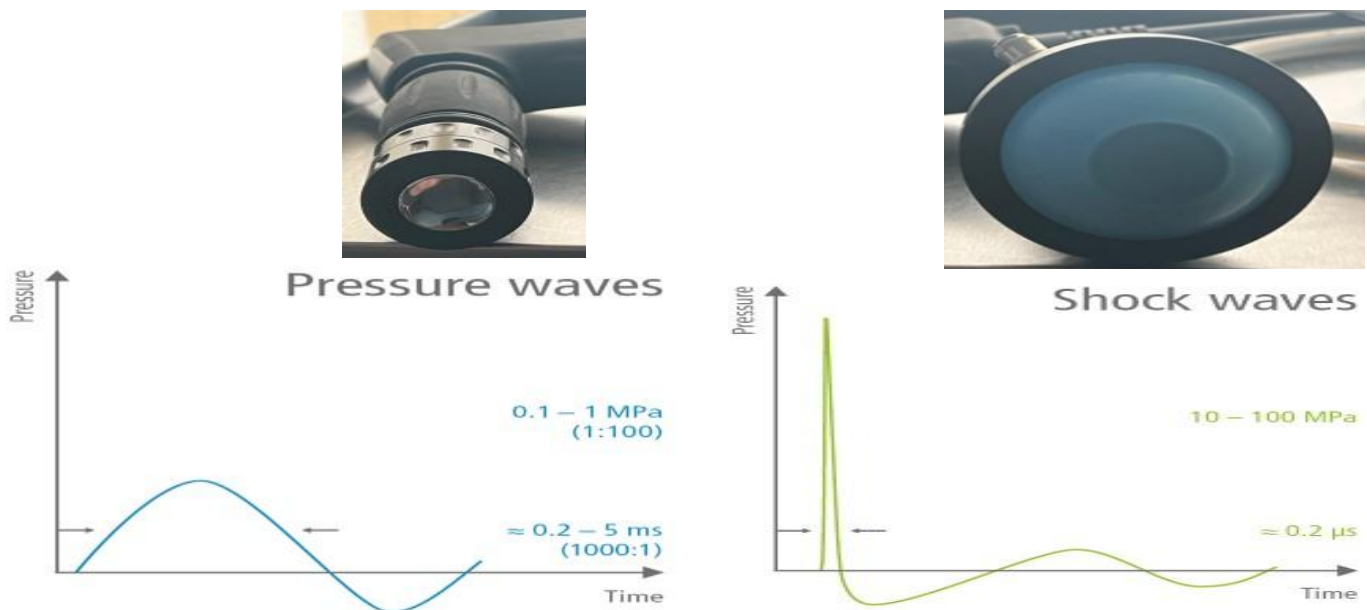 Pressure
Pressure waves
0.1 – 1 MPa
(1:100)
≈ 0.2 – 5 ms
(1000:1)
Time
Pressure
Shock waves
10 – 100 MPa
≈ 0.2 µs
Time